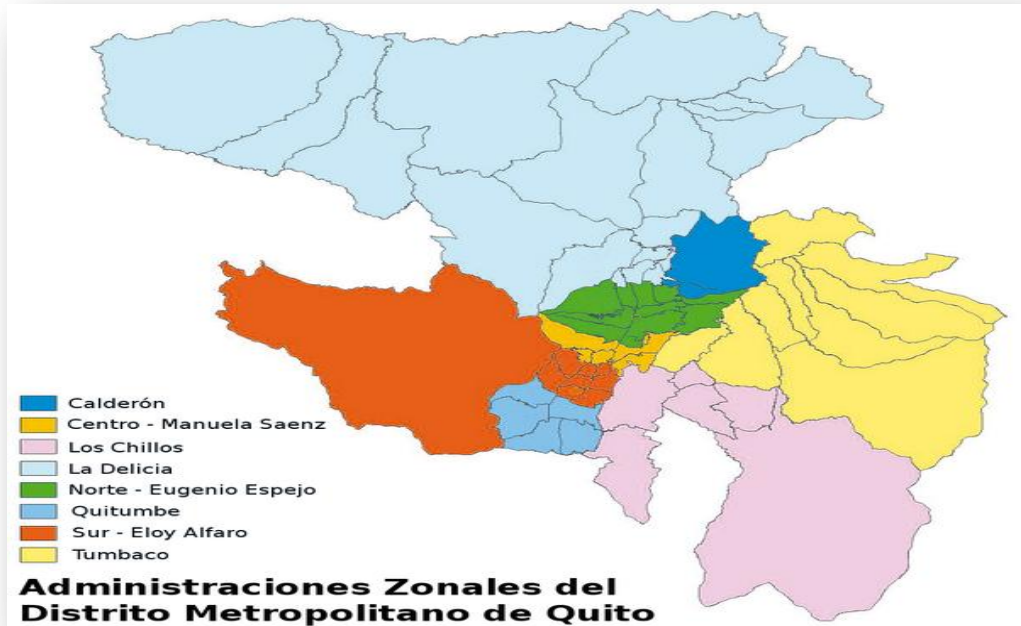 Calderón
Centro - Manuela Saenz
Los Chillos
La Delicia
Norte - Eugenio Espejo
Quitumbe
Sur - Eloy Alfaro
Tumbaco
Administraciones Zonales del
Distrito Metropolitano de Quito